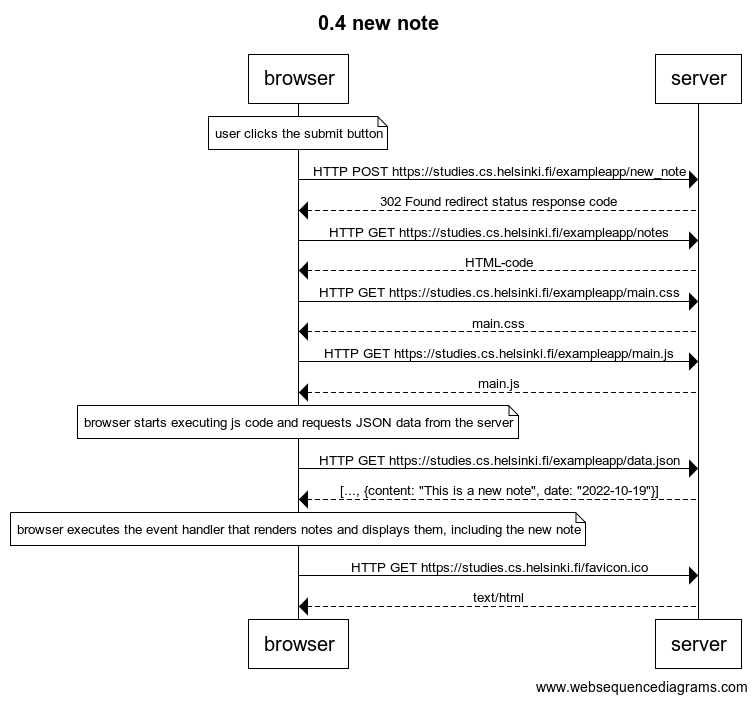 0.4 new note
browser
server
user clicks the submit button
HTTP POST https://studies.cs.helsinki.fi/exampleapp/new_note
302 Found redirect status response code
HTTP GET https://studies.cs.helsinki.fi/exampleapp/notes
HTML-code
HTTP GET https://studies.cs.helsinki.fi/exampleapp/main.css
main.css
HTTP GET https://studies.cs.helsinki.fi/exampleapp/main.js
main.js
browser starts executing js code and requests JSON data from the server
HTTP GET https://studies.cs.helsinki.fi/exampleapp/data.json
[..., {content: "This is a new note", date: "2022-10-19"}]
browser executes the event handler that renders notes and displays them, including the new note
HTTP GET https://studies.cs.helsinki.fi/favicon.ico
text/html
browser
server
www.websequencediagrams.com